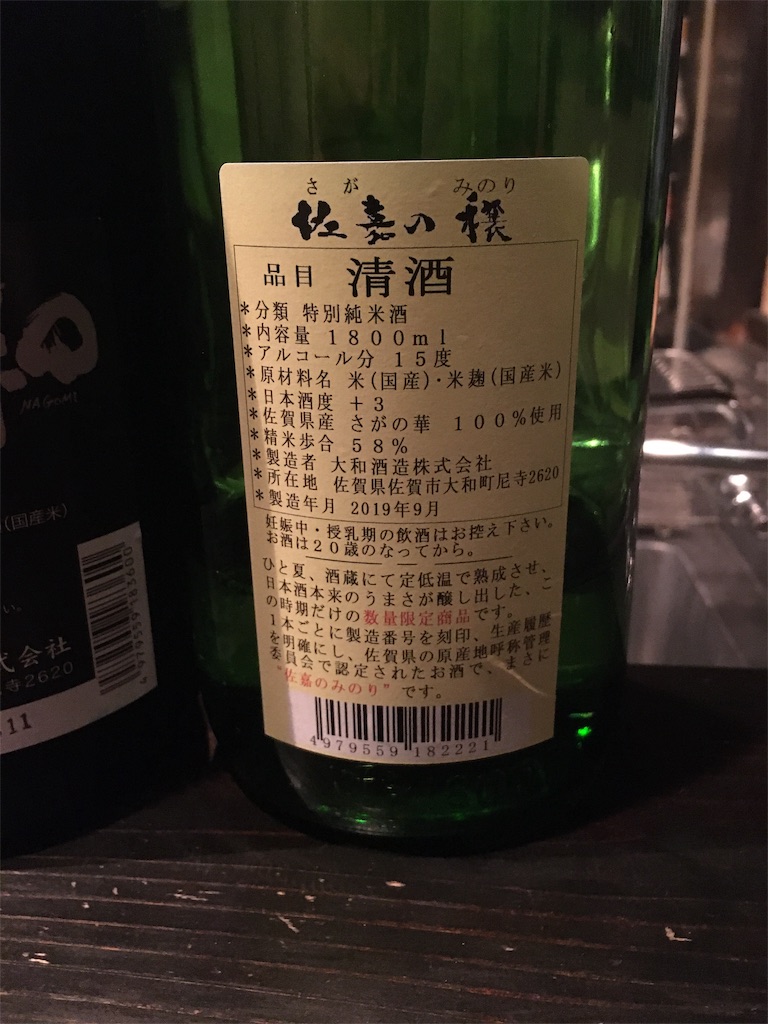 さが みのり
佐嘉の穣
品目 清酒
*分類 特別純米酒
*内容量 1800ml
*アルコール分 15度
*原材料名 米(国産)・米麹(国産米)
*日本酒度 +3
*佐賀県産 さがの華 100%使用
*精米歩合 58%
*製造者 大和酒造株式会社
*所在地 佐賀県佐賀市大和町尼寺2620
*製造年月 2019年9月
妊娠中・授乳期の飲酒はお控え下さい。
お酒は20歳のなってから。
ひと夏、酒蔵にて定低温で熟成させ、
日本酒本来のうまさが醸し出した、こ
の時期だけの数量限定商品です。
1本ごとに製造番号を刻印、生産履歴
を明確にし、佐賀県の原産地呼称管理
委員会で認定されたお酒で、まさに
"佐嘉のみのり"です。
4979559 182221
NAGOMI
(国産米)
い。
式会社
寺2620
4979559183600
.11